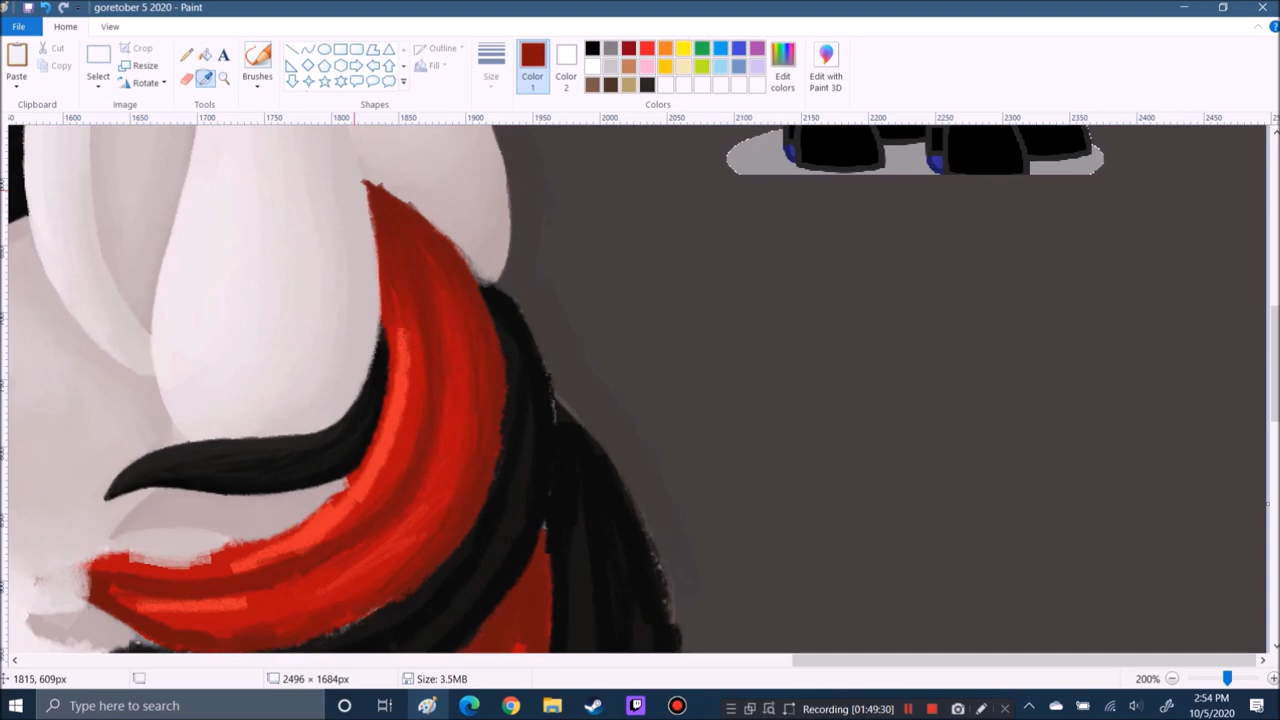 goretober 5 2020 - Paint
File
Home
View
Paste
Cut
Copy
Clipboard
Select
Crop
Resize
Rotate
Image
A
Tools
Brushes
Outline
Fill
Shapes
Size
Color
1
Color
2
Edit
colors
Edit with
Paint 3D
Colors
1600 1650 1700 1750 1800 1850 1900 1950 2000 2050 2100 2150 2200 2250 2300 2350 2400 2450
1815, 609px
2496 × 1684px
Size: 3.5MB
200%
Type here to search
Recording [01:49:30]
2:54 PM
10/5/2020